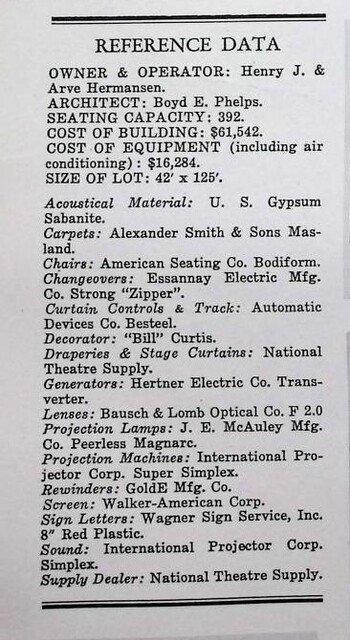 REFERENCE DATA
OWNER & OPERATOR: Henry J. &
Arve Hermansen.
ARCHITECT: Boyd E. Phelps.
SEATING CAPACITY: 392.
COST OF BUILDING: $61,542.
COST OF EQUIPMENT (including air
conditioning): $16,284.
SIZE OF LOT: 42′ x 125′.
Acoustical Material: U. S. Gypsum
Sabanite.
Carpets: Alexander Smith & Sons Mas-
land.
Chairs: American Seating Co. Bodiform.
Changeovers: Essannay Electric Mfg.
Co. Strong "Zipper".
Curtain Controls & Track: Automatic
Devices Co. Besteel.
Decorator: "Bill" Curtis.
Draperies & Stage Curtains: National
Theatre Supply.
Generators: Hertner Electric Co. Trans-
verter.
Lenses: Bausch & Lomb Optical Co. F 2.0
Projection Lamps: J. E. McAuley Mfg.
Co. Peerless Magnarc.
Projection Machines: International Pro-
jector Corp. Super Simplex.
Rewinders: GoldE Mfg. Co.
Screen: Walker-American Corp.
Sign Letters: Wagner Sign Service, Inc.
8″ Red Plastic.
Sound: International Projector Corp.
Simplex.
Supply Dealer: National Theatre Supply.